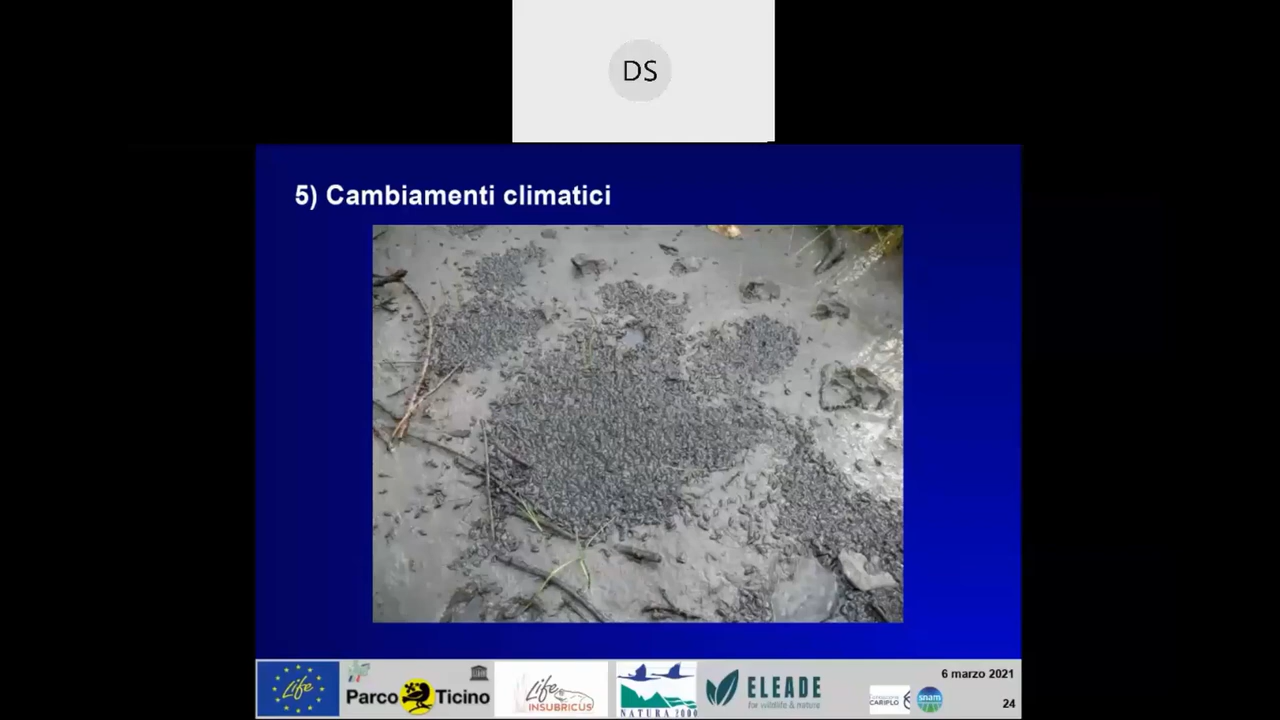 DS
5) Cambiamenti climatici
Life
Parco Ticino
Life
INSUBRICUS
NATURA 2000
ELEADE
for wildlife & nature
Fondazione
CARIPLO
snam
6 marzo 2021
24